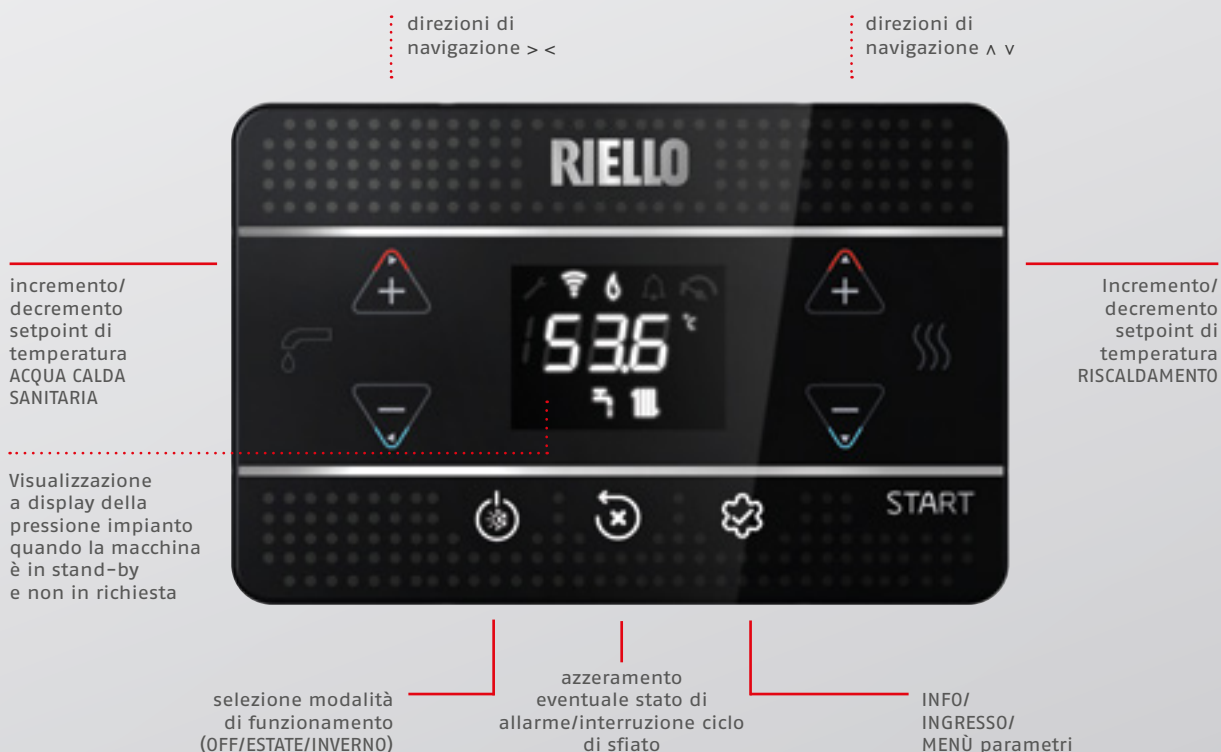 direzioni di
navigazione > <
direzioni di
navigazione ∧ ∨
RIELLO
incremento/
decremento
setpoint di
temperatura
ACQUA CALDA
SANITARIA
+
+
53.6 °C
−
−
Incremento/
decremento
setpoint di
temperatura
RISCALDAMENTO
Visualizzazione
a display della
pressione impianto
quando la macchina
è in stand-by
e non in richiesta
START
selezione modalità
di funzionamento
(OFF/ESTATE/INVERNO)
azzeramento
eventuale stato di
allarme/interruzione ciclo
di sfiato
INFO/
INGRESSO/
MENÙ parametri